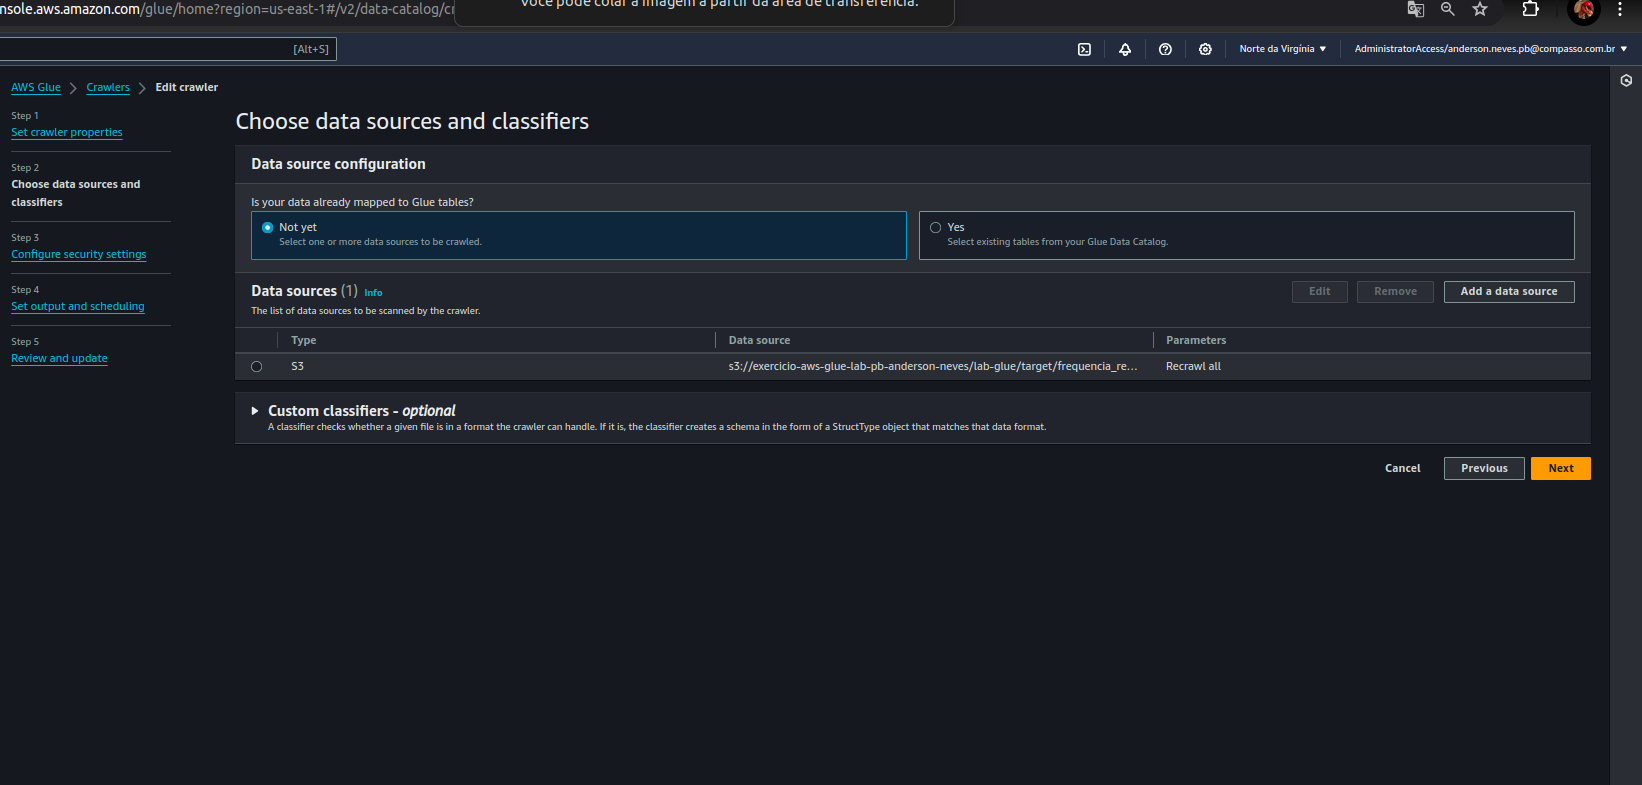 Você pode colar a imagem a partir da área de transferência.
nsole.aws.amazon.com/glue/home?region=us-east-1#/v2/data-catalog/cr
[Alt+S]
Norte da Virgínia
AdministratorAccess/anderson.neves.pb@compasso.com.br
AWS Glue
Crawlers
Edit crawler
Step 1
Set crawler properties
Step 2
Choose data sources and
classifiers
Step 3
Configure security settings
Step 4
Set output and scheduling
Step 5
Review and update
Choose data sources and classifiers
Data source configuration
Is your data already mapped to Glue tables?
Not yet
Select one or more data sources to be crawled.
Yes
Select existing tables from your Glue Data Catalog.
Data sources (1) Info
The list of data sources to be scanned by the crawler.
Edit
Remove
Add a data source
Type
Data source
Parameters
S3
s3://exercicio-aws-glue-lab-pb-anderson-neves/lab-glue/target/frequencia_re...
Recrawl all
Custom classifiers - optional
A classifier checks whether a given file is in a format the crawler can handle. If it is, the classifier creates a schema in the form of a StructType object that matches that data format.
Cancel
Previous
Next